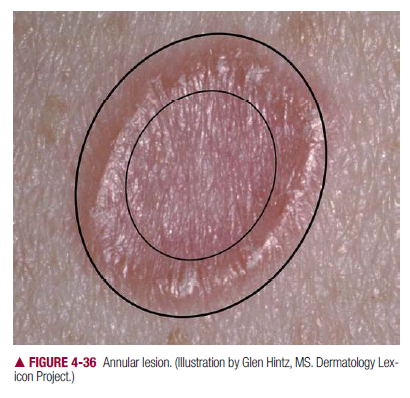 ▲ FIGURE 4-36 Annular lesion. (Illustration by Glen Hintz, MS. Dermatology Lex-
icon Project.)